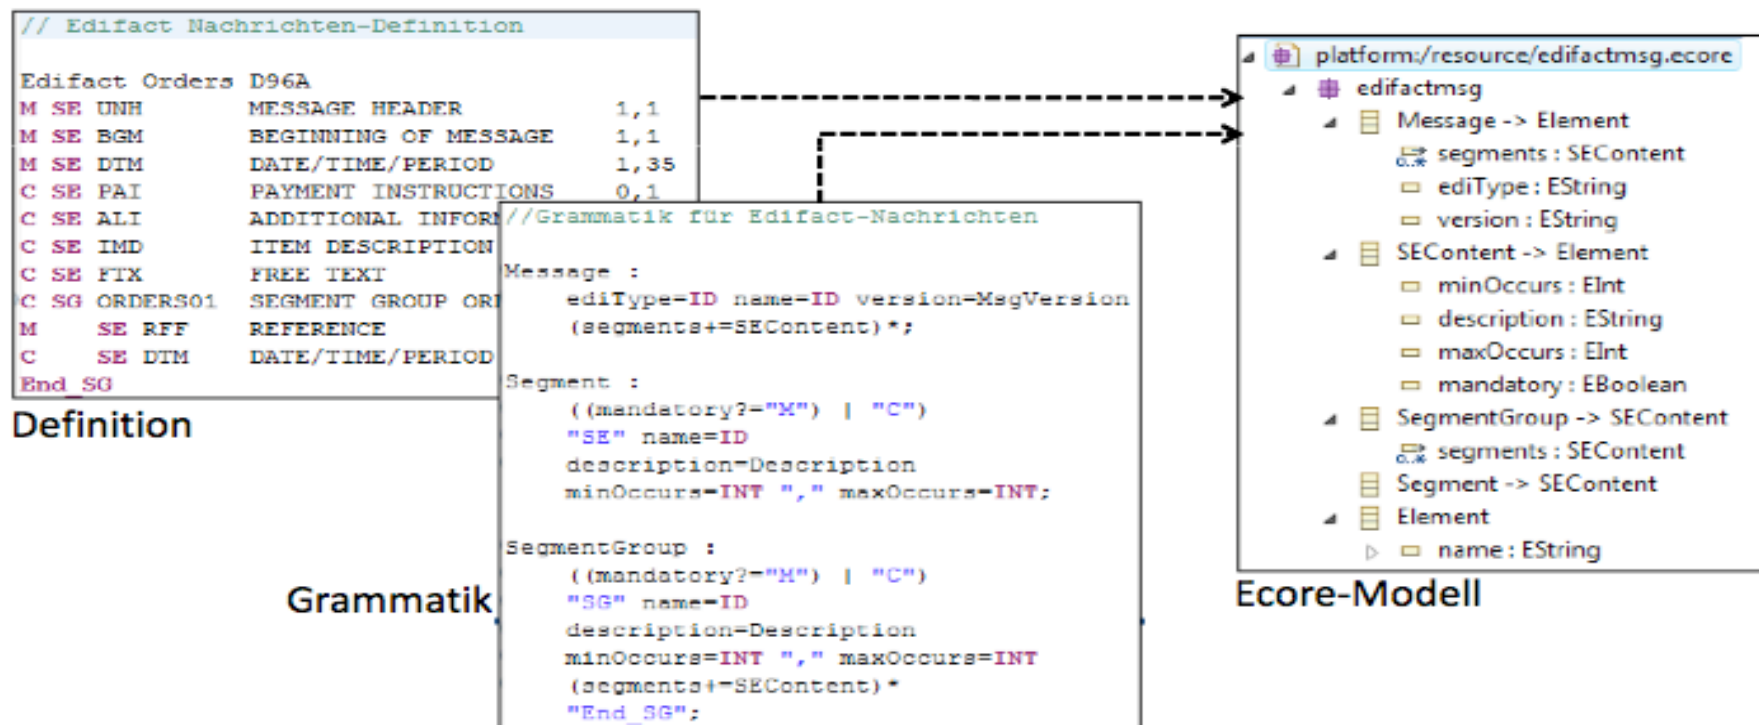 // Edifact Nachrichten-Definition
Edifact Orders D96A
M SE UNH MESSAGE HEADER 1,1
M SE BGM BEGINNING OF MESSAGE 1,1
M SE DTM DATE/TIME/PERIOD 1,35
C SE PAI PAYMENT INSTRUCTIONS 0,1
C SE ALI ADDITIONAL INFORM
C SE IMD ITEM DESCRIPTION
C SE FTX FREE TEXT
C SG ORDERS01 SEGMENT GROUP ORD
M SE RFF REFERENCE
C SE DTM DATE/TIME/PERIOD
End_SG
Definition
//Grammatik für Edifact-Nachrichten
Message :
ediType=ID name=ID version=MsgVersion
(segments+=SEContent)*;
Segment :
((mandatory?="M") | "C")
"SE" name=ID
description=Description
minOccurs=INT "," maxOccurs=INT;
SegmentGroup :
((mandatory?="M") | "C")
"SG" name=ID
description=Description
minOccurs=INT "," maxOccurs=INT
(segments+=SEContent)*
"End_SG";
Grammatik
platform:/resource/edifactmsg.ecore
edifactmsg
Message -> Element
0..* segments : SEContent
ediType : EString
version : EString
SEContent -> Element
minOccurs : EInt
description : EString
maxOccurs : EInt
mandatory : EBoolean
SegmentGroup -> SEContent
0..* segments : SEContent
Segment -> SEContent
Element
name : EString
Ecore-Modell